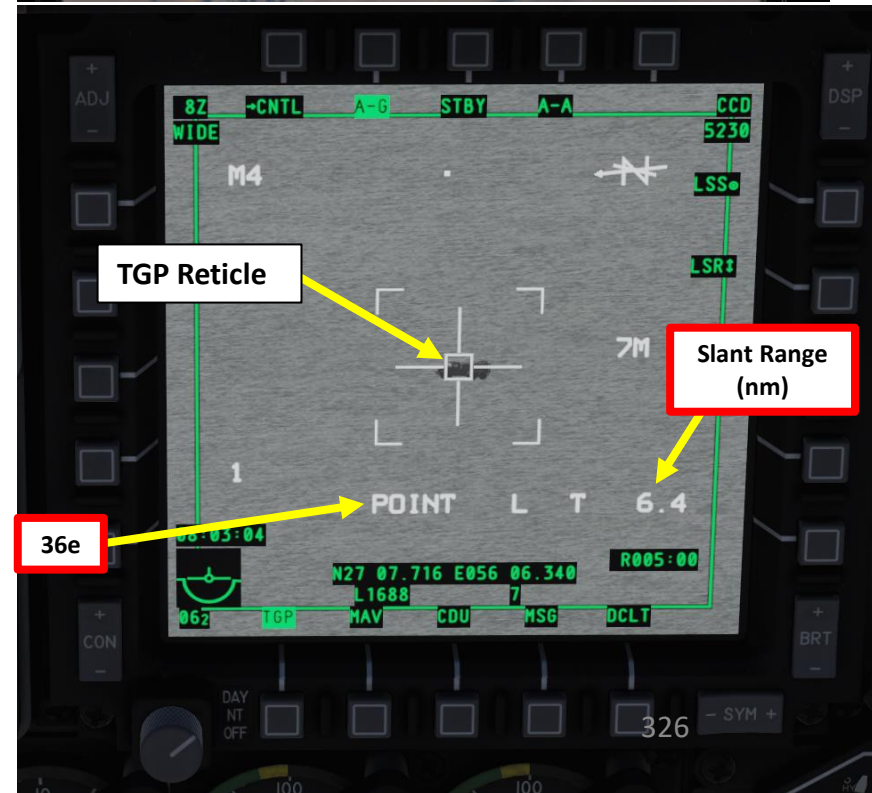 +
ADJ
-
+
DSP
-
8Z →CNTL A-G STBY A-A CCD
WIDE 5230
M4 N
LSS
LSR↕
TGP Reticle
7M
Slant Range
(nm)
1
POINT L T 6.4
36e
08:03:04
R005:00
N27 07.716 E056 06.340
L1688 7
062 TGP MAV CDU MSG DCLT
+
CON
-
+
BRT
-
DAY
NT
OFF
326
- SYM +
100
100